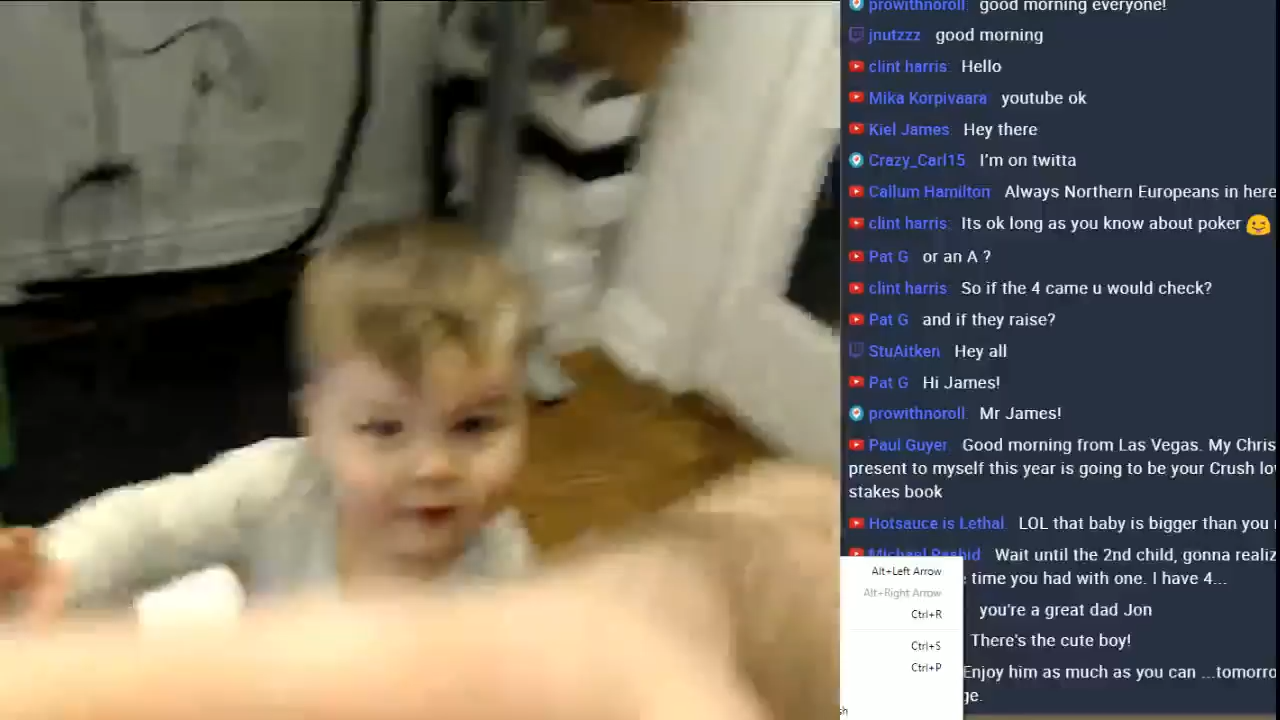 prowithnoroll good morning everyone!
jnutzzz good morning
clint harris Hello
Mika Korpivaara youtube ok
Kiel James Hey there
Crazy_Carl15 I'm on twitta
Callum Hamilton Always Northern Europeans in here
clint harris Its ok long as you know about poker
Pat G or an A ?
clint harris So if the 4 came u would check?
Pat G and if they raise?
StuAitken Hey all
Pat G Hi James!
prowithnoroll Mr James!
Paul Guyer Good morning from Las Vegas. My Chris
present to myself this year is going to be your Crush lo
stakes book
Hotsauce is Lethal LOL that baby is bigger than you
Michael Rashid Wait until the 2nd child, gonna realiz
Alt+Left Arrow
time you had with one. I have 4...
Alt+Right Arrow
you're a great dad Jon
Ctrl+R
There's the cute boy!
Ctrl+S
Enjoy him as much as you can ...tomorro
Ctrl+P
ge.
sh